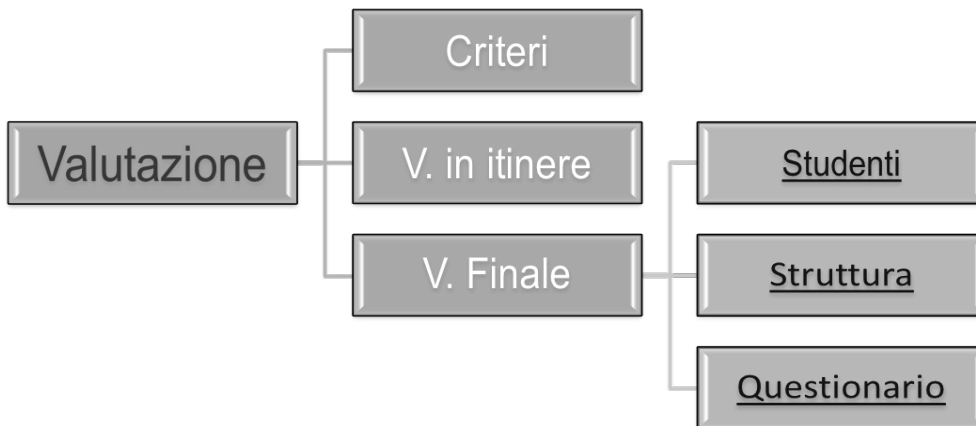 Valutazione
Criteri
V. in itinere
V. Finale
Studenti
Struttura
Questionario